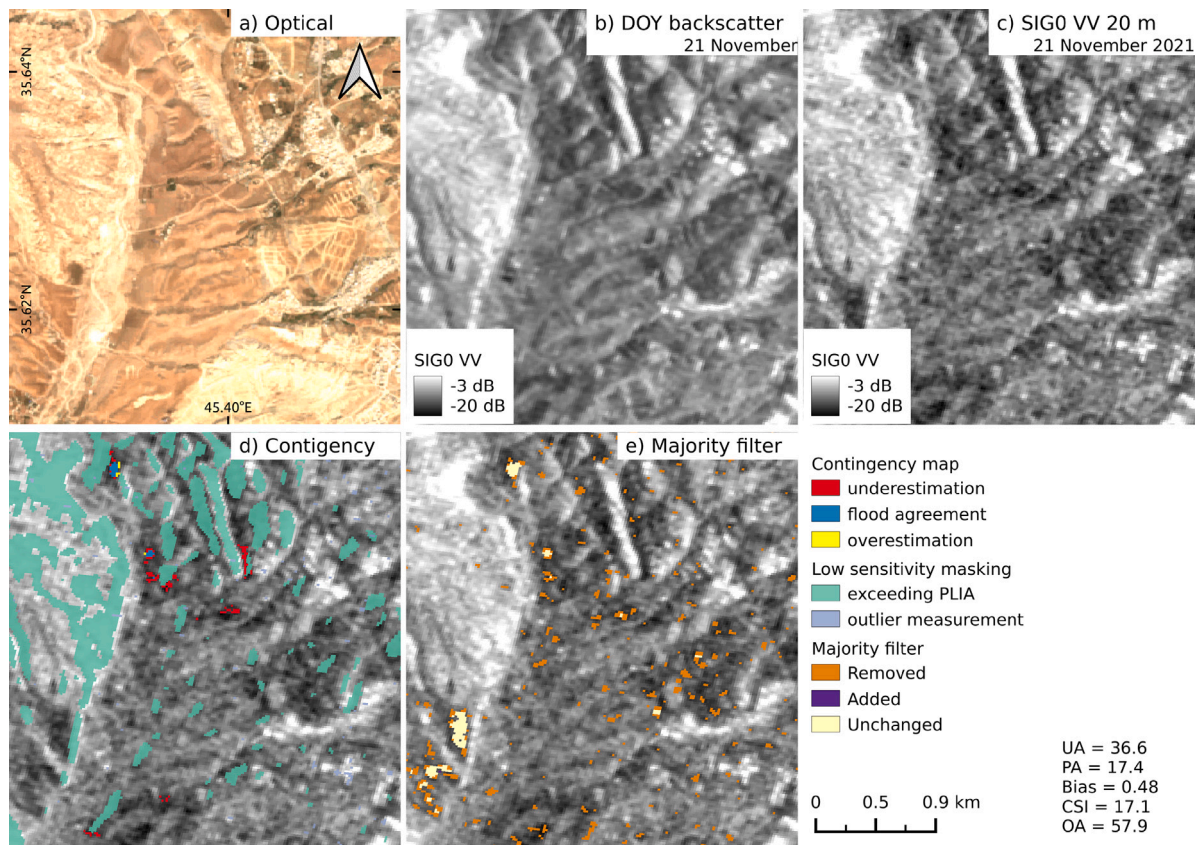 a) Optical
35.64°N
35.62°N
45.40°E
b) DOY backscatter
21 November
SIG0 VV
-3 dB
-20 dB
c) SIG0 VV 20 m
21 November 2021
SIG0 VV
-3 dB
-20 dB
d) Contigency
e) Majority filter
Contingency map
underestimation
flood agreement
overestimation
Low sensitivity masking
exceeding PLIA
outlier measurement
Majority filter
Removed
Added
Unchanged
0 0.5 0.9 km
UA = 36.6
PA = 17.4
Bias = 0.48
CSI = 17.1
OA = 57.9